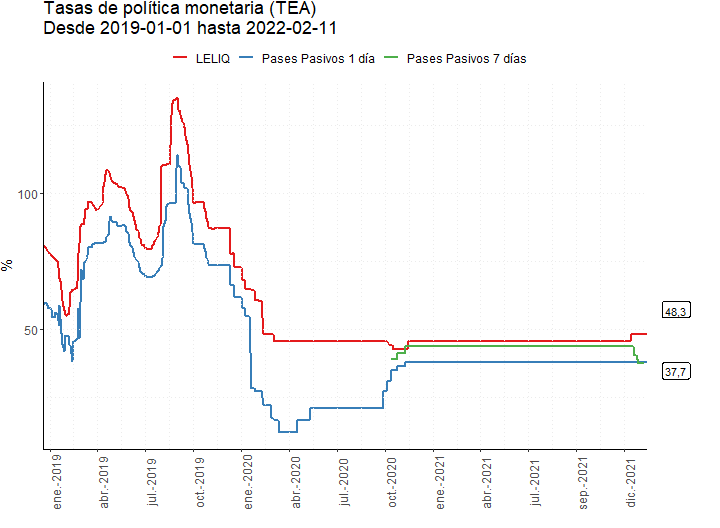 Tasas de política monetaria (TEA)
Desde 2019-01-01 hasta 2022-02-11
LELIQ Pases Pasivos 1 día Pases Pasivos 7 días
%
100
50
48,3
37,7
ene.-2019
abr.-2019
jul.-2019
oct.-2019
ene.-2020
abr.-2020
jul.-2020
oct.-2020
ene.-2021
abr.-2021
jul.-2021
sep.-2021
dic.-2021